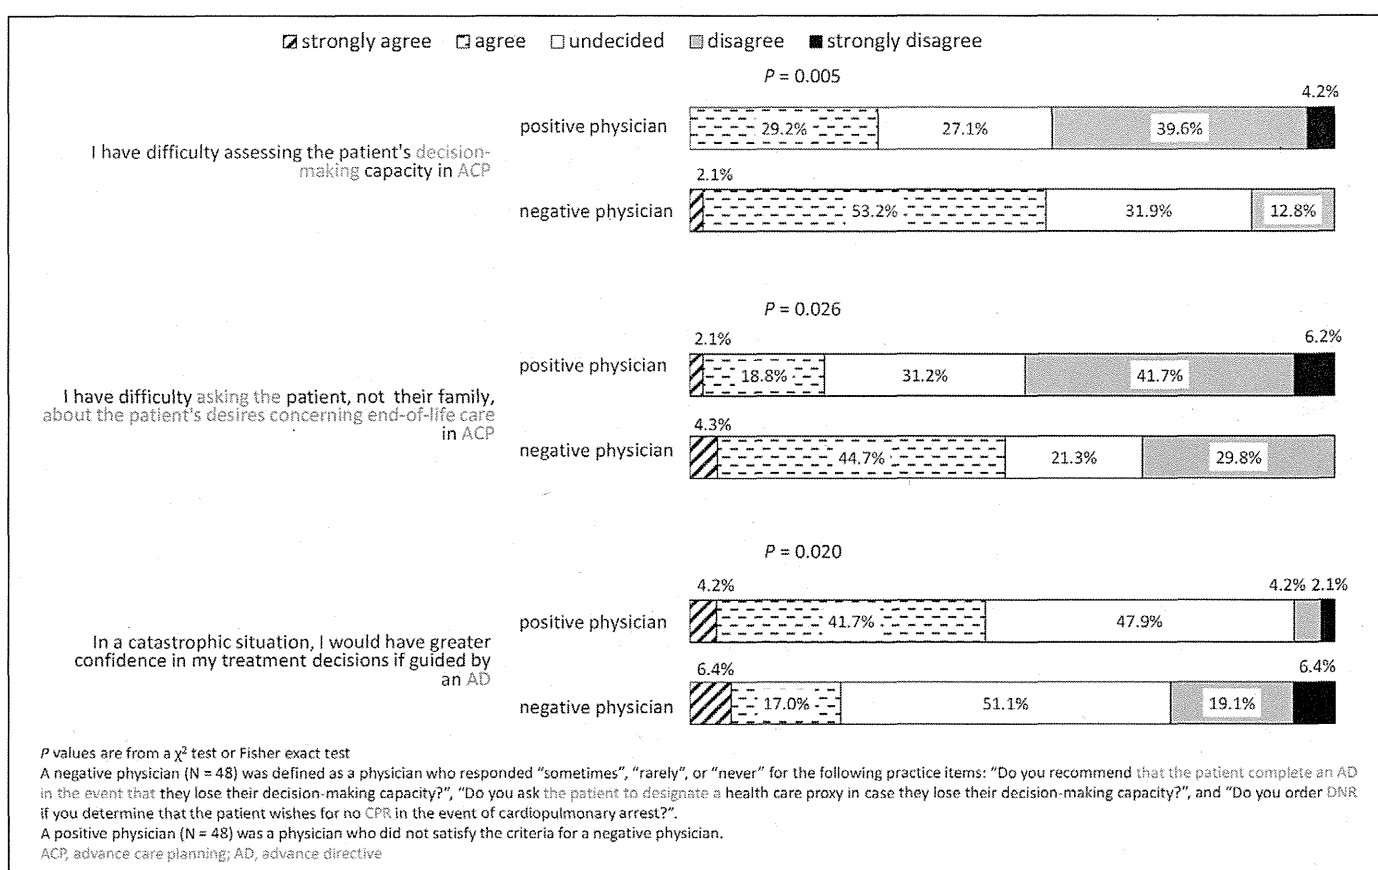 strongly agree agree undecided disagree strongly disagree
P = 0.005
4.2%
positive physician 29.2% 27.1% 39.6%
I have difficulty assessing the patient's decision-
making capacity in ACP
2.1%
negative physician 53.2% 31.9% 12.8%
P = 0.026
2.1% 6.2%
positive physician 18.8% 31.2% 41.7%
I have difficulty asking the patient, not their family,
about the patient's desires concerning end-of-life care
in ACP
4.3%
negative physician 44.7% 21.3% 29.8%
P = 0.020
4.2% 4.2% 2.1%
positive physician 41.7% 47.9%
In a catastrophic situation, I would have greater
confidence in my treatment decisions if guided by
an AD
6.4% 6.4%
negative physician 17.0% 51.1% 19.1%
P values are from a χ² test or Fisher exact test
A negative physician (N = 48) was defined as a physician who responded "sometimes", "rarely", or "never" for the following practice items: "Do you recommend that the patient complete an AD
in the event that they lose their decision-making capacity?", "Do you ask the patient to designate a health care proxy in case they lose their decision-making capacity?", and "Do you order DNR
if you determine that the patient wishes for no CPR in the event of cardiopulmonary arrest?".
A positive physician (N = 48) was a physician who did not satisfy the criteria for a negative physician.
ACP, advance care planning; AD, advance directive